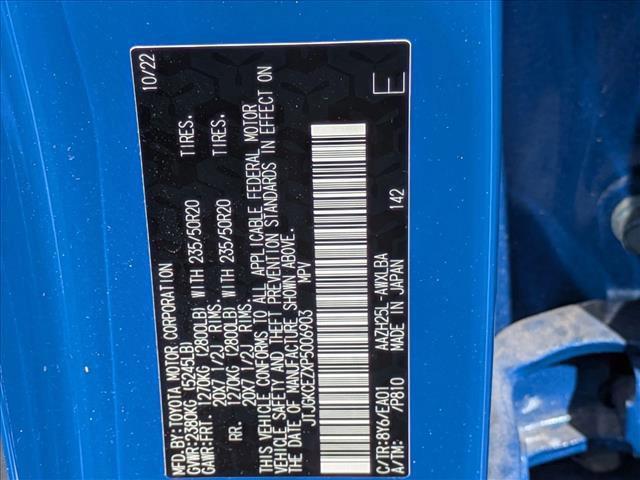 MFD.BY:TOYOTA MOTOR CORPORATION 10/22
GVWR:2380KG (5245LB)
GAWR:FRT 1270KG (2800LB) WITH 235/50R20 TIRES.
20X7 1/2J RIMS.
RR. 1270KG (2800LB) WITH 235/50R20 TIRES.
20X7 1/2J RIMS.
THIS VEHICLE CONFORMS TO ALL APPLICABLE FEDERAL MOTOR
VEHICLE SAFETY AND THEFT PREVENTION STANDARDS IN EFFECT ON
THE DATE OF MANUFACTURE SHOWN ABOVE.
JTJGKCEZXP5006903 MPV
C/TR:8Y6/EA01 AAZH25L-AWXLBA E
A/TM: /P810 MADE IN JAPAN 142